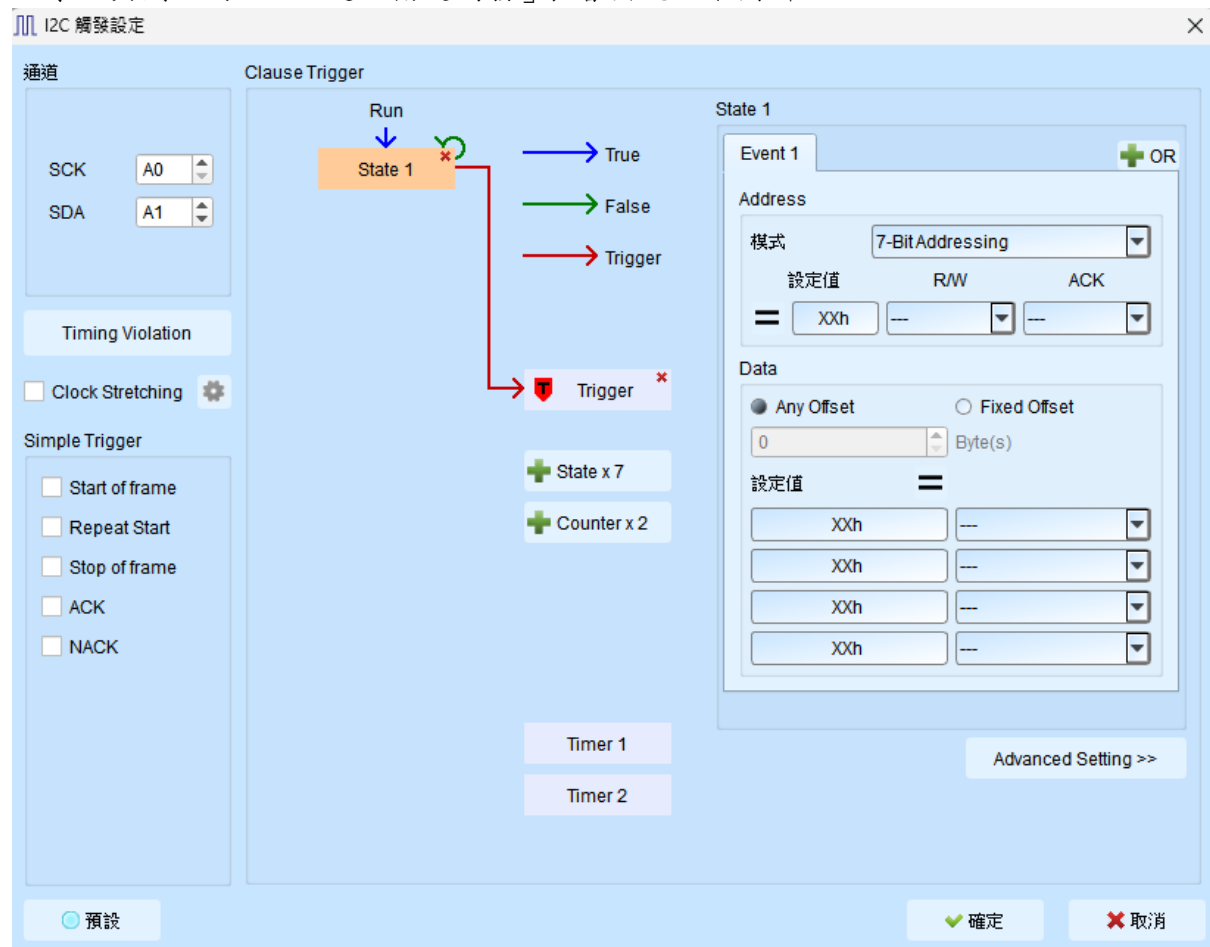 I2C 觸發設定
通道
SCK A0
SDA A1
Timing Violation
Clock Stretching
Simple Trigger
Start of frame
Repeat Start
Stop of frame
ACK
NACK
Clause Trigger
Run
State 1
True
False
Trigger
T Trigger
State x 7
Counter x 2
Timer 1
Timer 2
State 1
Event 1
OR
Address
模式 7-Bit Addressing
設定值 R/W ACK
= XXh --- ---
Data
Any Offset Fixed Offset
0 Byte(s)
設定值 =
XXh ---
XXh ---
XXh ---
XXh ---
Advanced Setting >>
預設
確定
取消